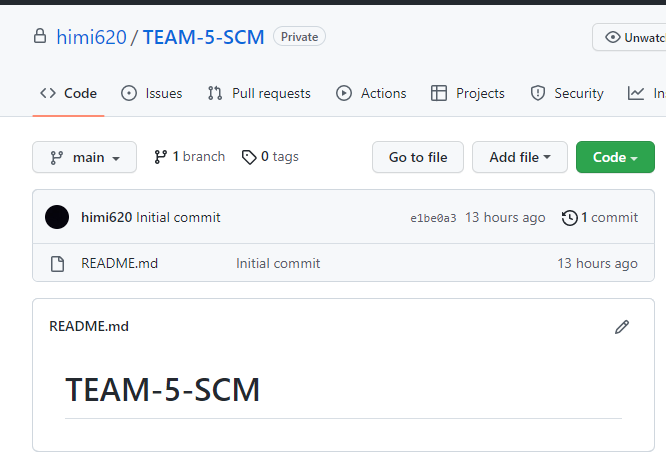 himi620 / TEAM-5-SCM Private Unwatc
Code Issues Pull requests Actions Projects Security In
main 1 branch 0 tags Go to file Add file Code
himi620 Initial commit e1be0a3 13 hours ago 1 commit
README.md Initial commit 13 hours ago
README.md
TEAM-5-SCM